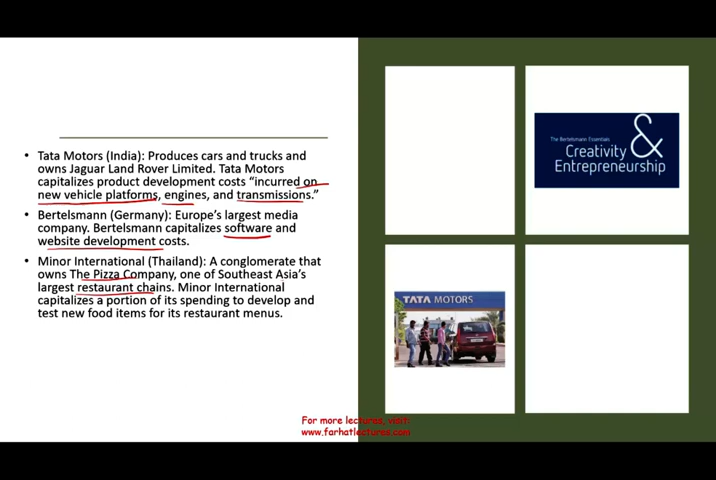 • Tata Motors (India): Produces cars and trucks and
owns Jaguar Land Rover Limited. Tata Motors
capitalizes product development costs “incurred on
new vehicle platforms, engines, and transmissions.”
• Bertelsmann (Germany): Europe’s largest media
company. Bertelsmann capitalizes software and
website development costs.
• Minor International (Thailand): A conglomerate that
owns The Pizza Company, one of Southeast Asia’s
largest restaurant chains. Minor International
capitalizes a portion of its spending to develop and
test new food items for its restaurant menus.
The Bertelsmann Essentials
Creativity &
Entrepreneurship
TATA MOTORS
For more lectures, visit:
www.farhatlectures.com